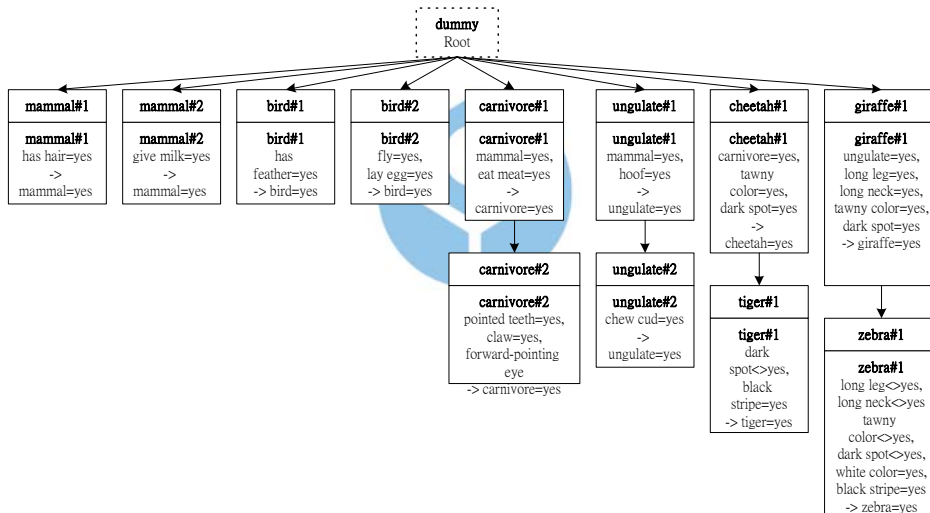 dummy
Root
mammal#1
mammal#1
has hair=yes
->
mammal=yes
mammal#2
mammal#2
give milk=yes
->
mammal=yes
bird#1
bird#1
has
feather=yes
-> bird=yes
bird#2
bird#2
fly=yes,
lay egg=yes
-> bird=yes
carnivore#1
carnivore#1
mammal=yes,
eat meat=yes
->
carnivore=yes
ungulate#1
ungulate#1
mammal=yes,
hoof=yes
->
ungulate=yes
cheetah#1
cheetah#1
carnivore=yes,
tawny
color=yes,
dark spot=yes
->
cheetah=yes
giraffe#1
giraffe#1
ungulate=yes,
long leg=yes,
long neck=yes,
tawny color=yes,
dark spot=yes
-> giraffe=yes
carnivore#2
carnivore#2
pointed teeth=yes,
claw=yes,
forward-pointing
eye
-> carnivore=yes
ungulate#2
ungulate#2
chew cud=yes
->
ungulate=yes
tiger#1
tiger#1
dark
spot<>yes,
black
stripe=yes
-> tiger=yes
zebra#1
zebra#1
long leg<>yes,
long neck<>yes
tawny
color<>yes,
dark spot<>yes,
white color=yes,
black stripe=yes
-> zebra=yes